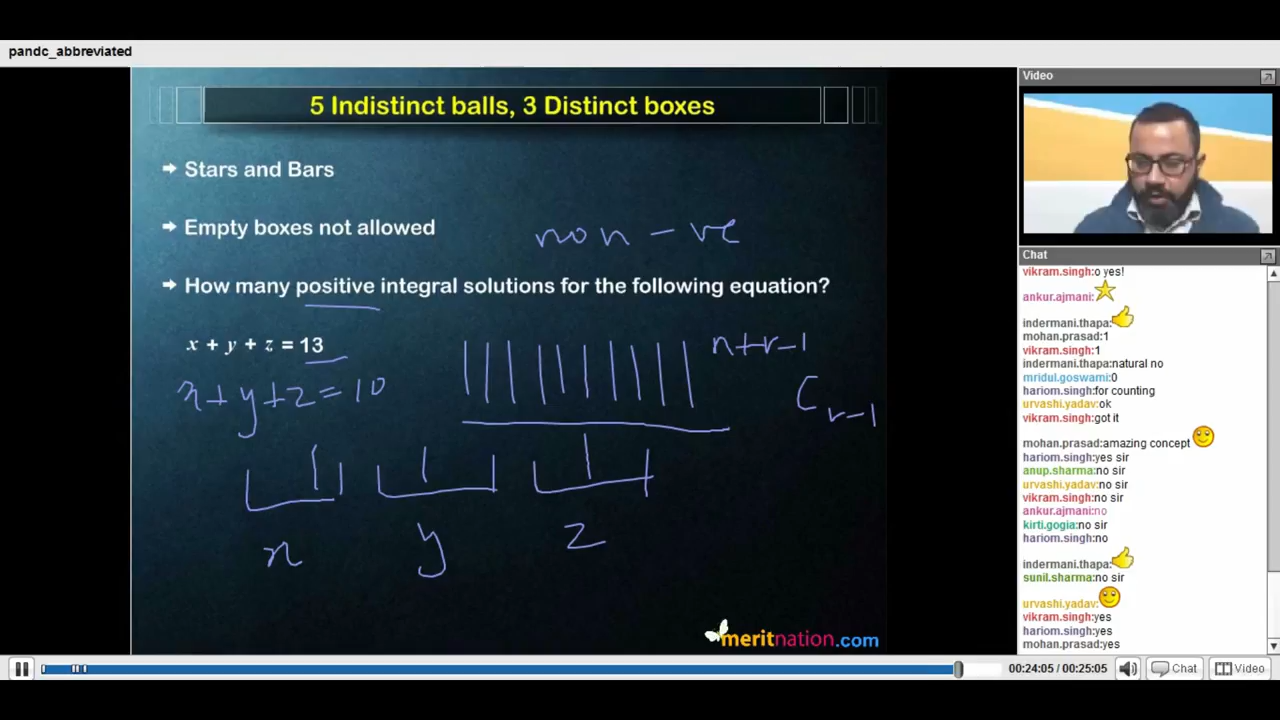 pandc_abbreviated
5 Indistinct balls, 3 Distinct boxes
Stars and Bars
Empty boxes not allowed
non-ve
How many positive integral solutions for the following equation?
x + y + z = 13
n+r-1
C r-1
x+y+z=10
x y z
meritnation.com
00:24:05 / 00:25:05
Chat
Video
Video
Chat
vikram.singh:o yes!
ankur.ajmani:
indermani.thapa:
mohan.prasad:1
vikram.singh:1
indermani.thapa:natural no
mridul.goswami:0
hariom.singh:for counting
urvashi.yadav:ok
vikram.singh:got it
mohan.prasad:amazing concept
hariom.singh:yes sir
anup.sharma:no sir
urvashi.yadav:no sir
vikram.singh:no sir
ankur.ajmani:no
kirti.gogia:no sir
hariom.singh:no
indermani.thapa:
sunil.sharma:no sir
urvashi.yadav:
vikram.singh:yes
hariom.singh:yes
mohan.prasad:yes